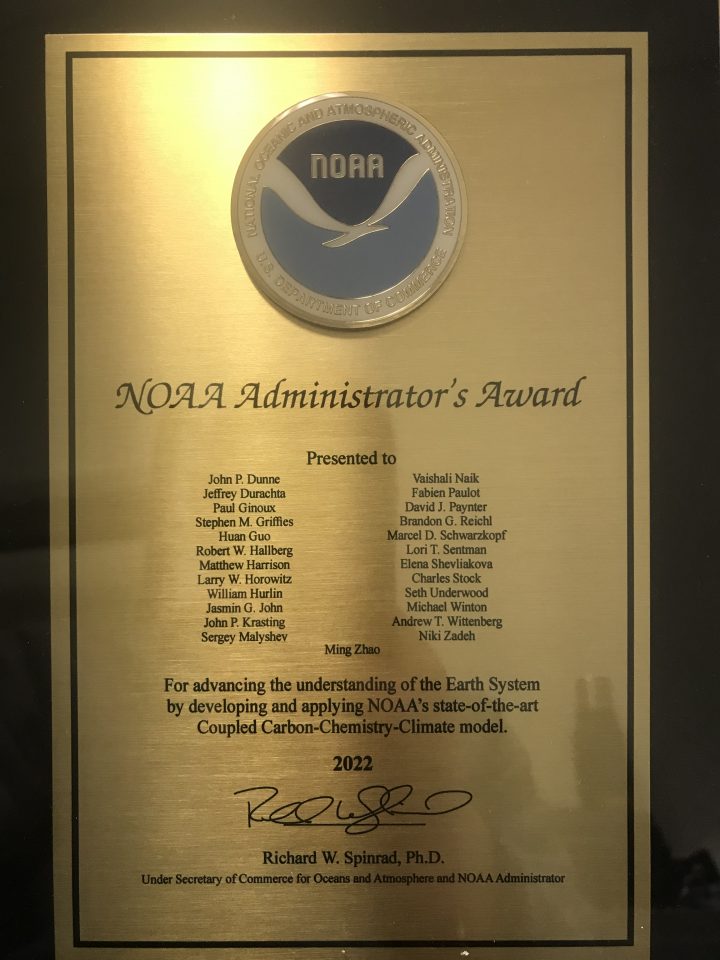 NATIONAL OCEANIC AND ATMOSPHERIC ADMINISTRATION
NOAA
U.S. DEPARTMENT OF COMMERCE
NOAA Administrator's Award
Presented to
John P. Dunne
Jeffrey Durachta
Paul Ginoux
Stephen M. Griffies
Huan Guo
Robert W. Hallberg
Matthew Harrison
Larry W. Horowitz
William Hurlin
Jasmin G. John
John P. Krasting
Sergey Malyshev
Vaishali Naik
Fabien Paulot
David J. Paynter
Brandon G. Reichl
Marcel D. Schwarzkopf
Lori T. Sentman
Elena Shevliakova
Charles Stock
Seth Underwood
Michael Winton
Andrew T. Wittenberg
Niki Zadeh
Ming Zhao
For advancing the understanding of the Earth System
by developing and applying NOAA's state-of-the-art
Coupled Carbon-Chemistry-Climate model.
2022
Richard W. Spinrad, Ph.D.
Under Secretary of Commerce for Oceans and Atmosphere and NOAA Administrator